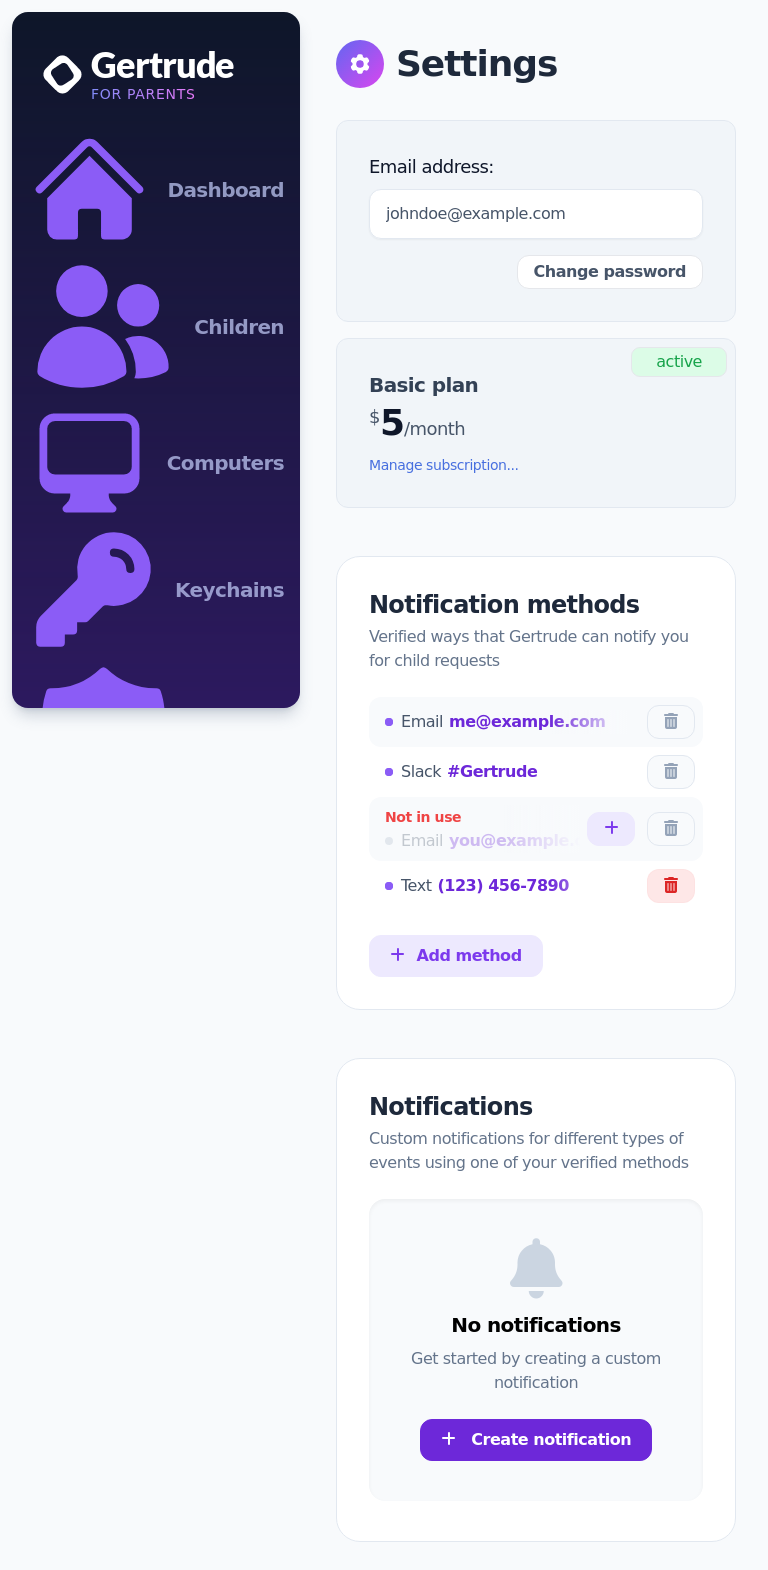 Gertrude
FOR PARENTS
Dashboard
Children
Computers
Keychains
Settings
Email address:
johndoe@example.com
Change password
active
Basic plan
$5/month
Manage subscription...
Notification methods
Verified ways that Gertrude can notify you
for child requests
Email me@example.com
Slack #Gertrude
Not in use
Email you@example.c
Text (123) 456-7890
+ Add method
Notifications
Custom notifications for different types of
events using one of your verified methods
No notifications
Get started by creating a custom
notification
+ Create notification